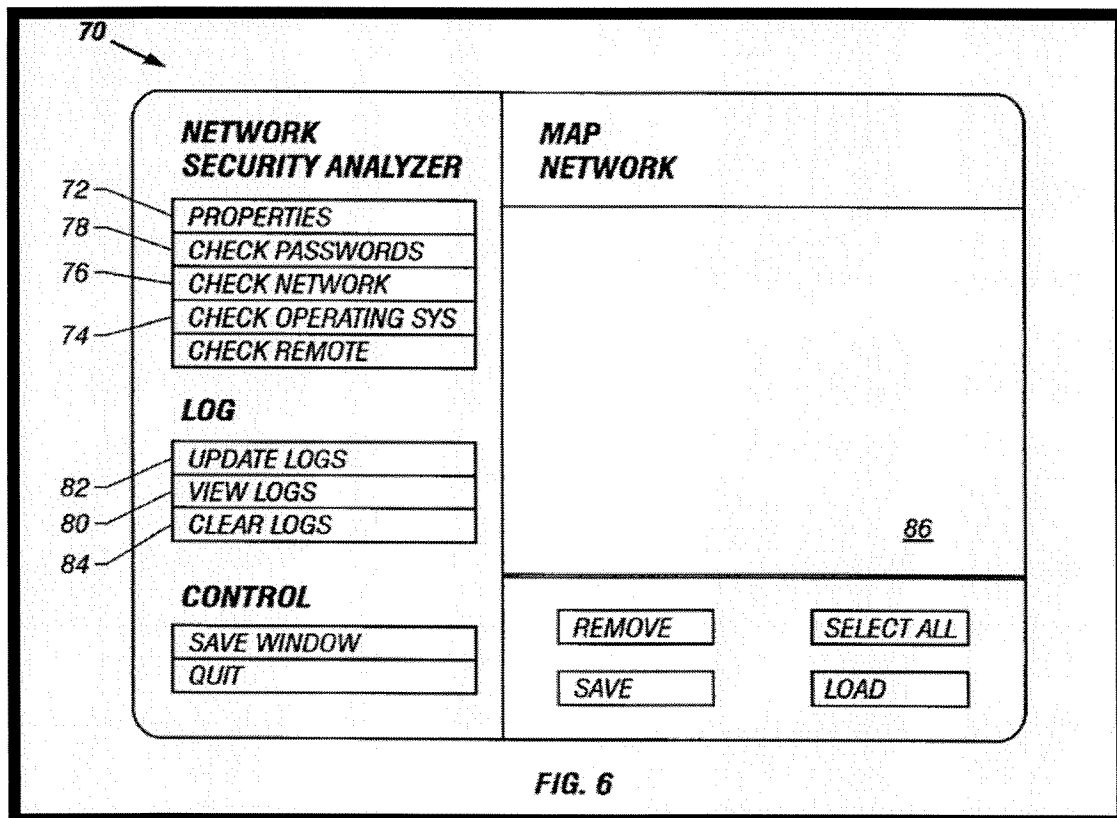 70
NETWORK
SECURITY ANALYZER
72
PROPERTIES
78
CHECK PASSWORDS
76
CHECK NETWORK
74
CHECK OPERATING SYS
CHECK REMOTE
LOG
82
UPDATE LOGS
80
VIEW LOGS
84
CLEAR LOGS
CONTROL
SAVE WINDOW
QUIT
MAP
NETWORK
86
REMOVE
SELECT ALL
SAVE
LOAD
FIG. 6